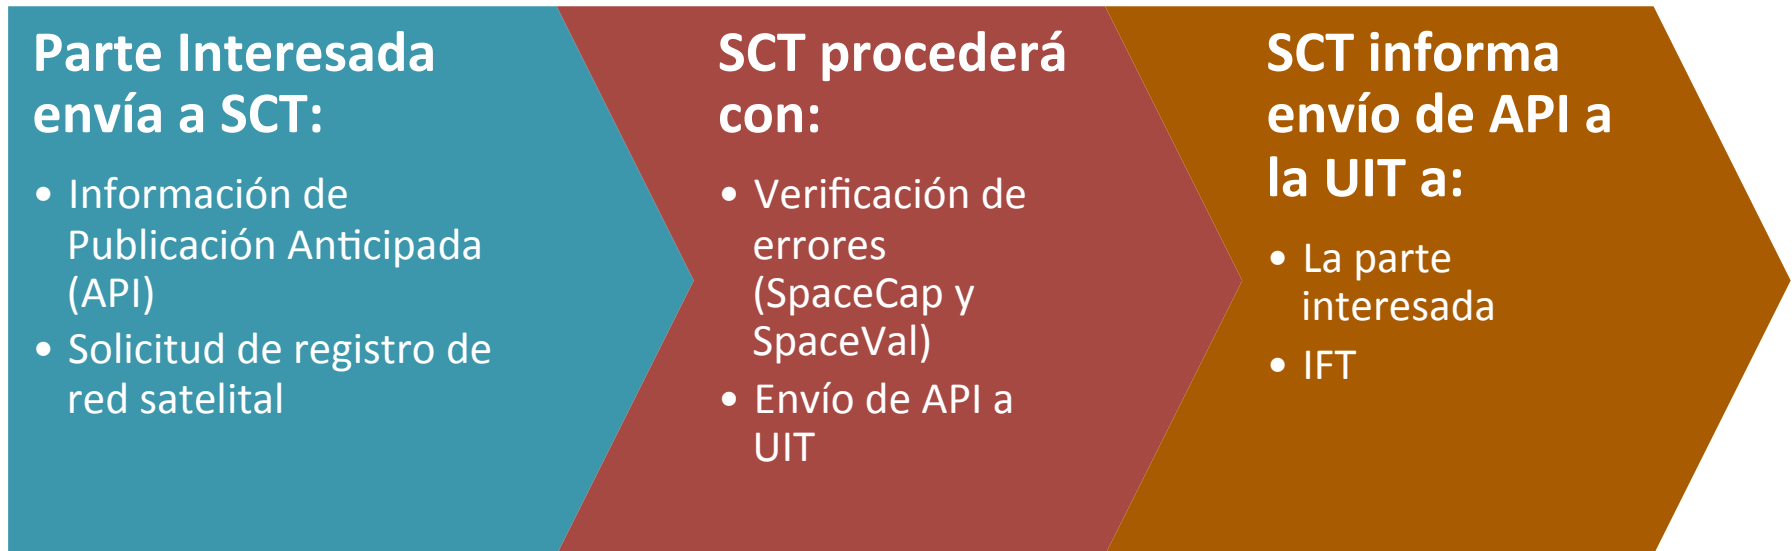 Parte Interesada
envía a SCT:
• Información de
Publicación Anticipada
(API)
• Solicitud de registro de
red satelital
SCT procederá
con:
• Verificación de
errores
(SpaceCap y
SpaceVal)
• Envío de API a
UIT
SCT informa
envío de API a
la UIT a:
• La parte
interesada
• IFT